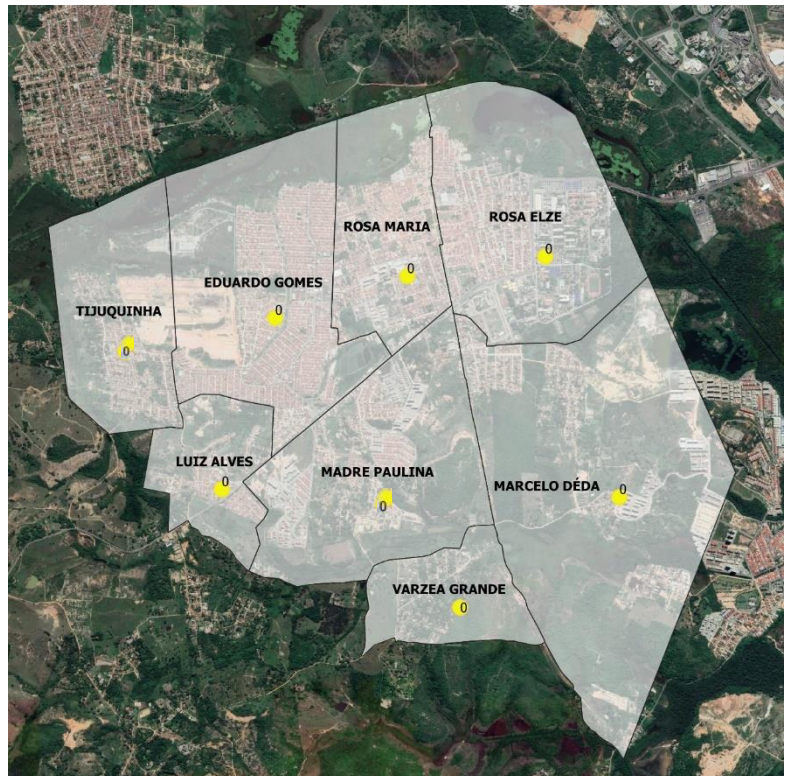 ROSA ELZE
0
ROSA MARIA
0
EDUARDO GOMES
0
TIJUQUINHA
0
LUIZ ALVES
0
MADRE PAULINA
0
MARCELO DÉDA
0
VARZEA GRANDE
0